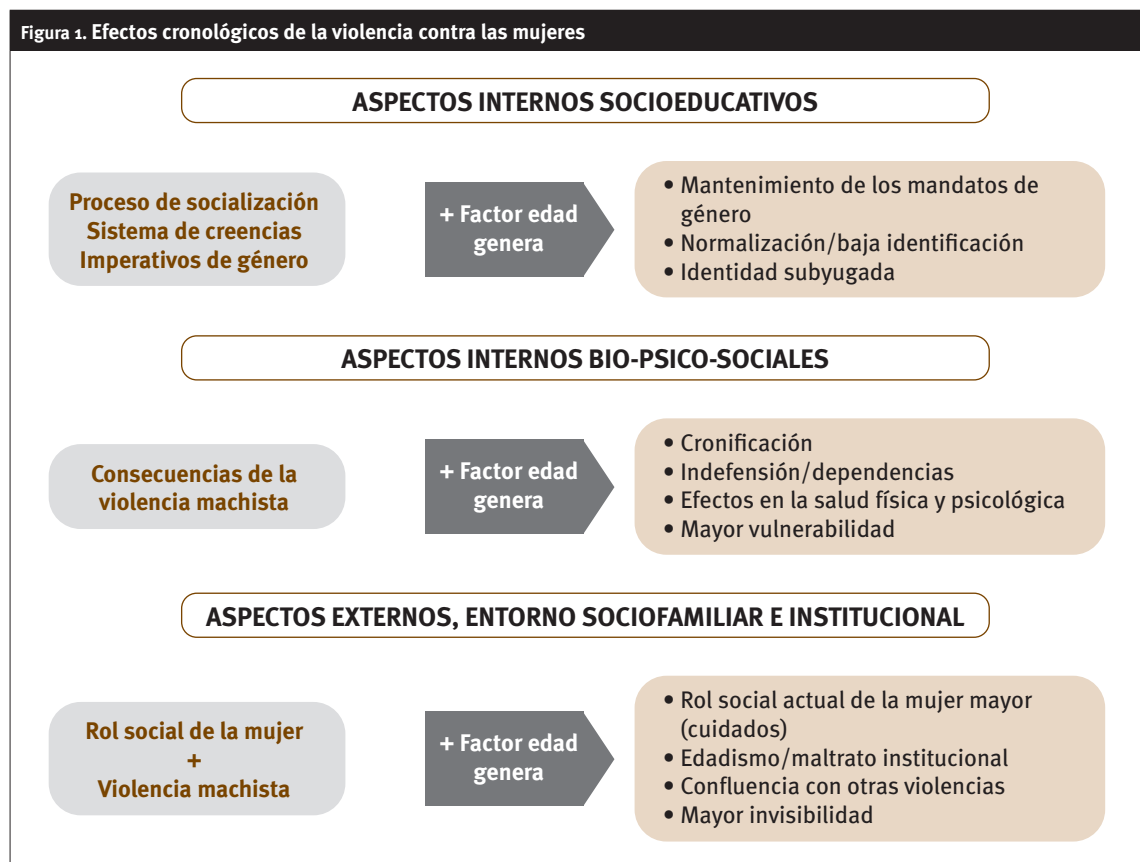 Figura 1. Efectos cronológicos de la violencia contra las mujeres
ASPECTOS INTERNOS SOCIOEDUCATIVOS
Proceso de socialización
Sistema de creencias
Imperativos de género
+ Factor edad
genera
• Mantenimiento de los mandatos de
género
• Normalización/baja identificación
• Identidad subyugada
ASPECTOS INTERNOS BIO-PSICO-SOCIALES
Consecuencias de la
violencia machista
+ Factor edad
genera
• Cronificación
• Indefensión/dependencias
• Efectos en la salud física y psicológica
• Mayor vulnerabilidad
ASPECTOS EXTERNOS, ENTORNO SOCIOFAMILIAR E INSTITUCIONAL
Rol social de la mujer
+
Violencia machista
+ Factor edad
genera
• Rol social actual de la mujer mayor
(cuidados)
• Edadismo/maltrato institucional
• Confluencia con otras violencias
• Mayor invisibilidad